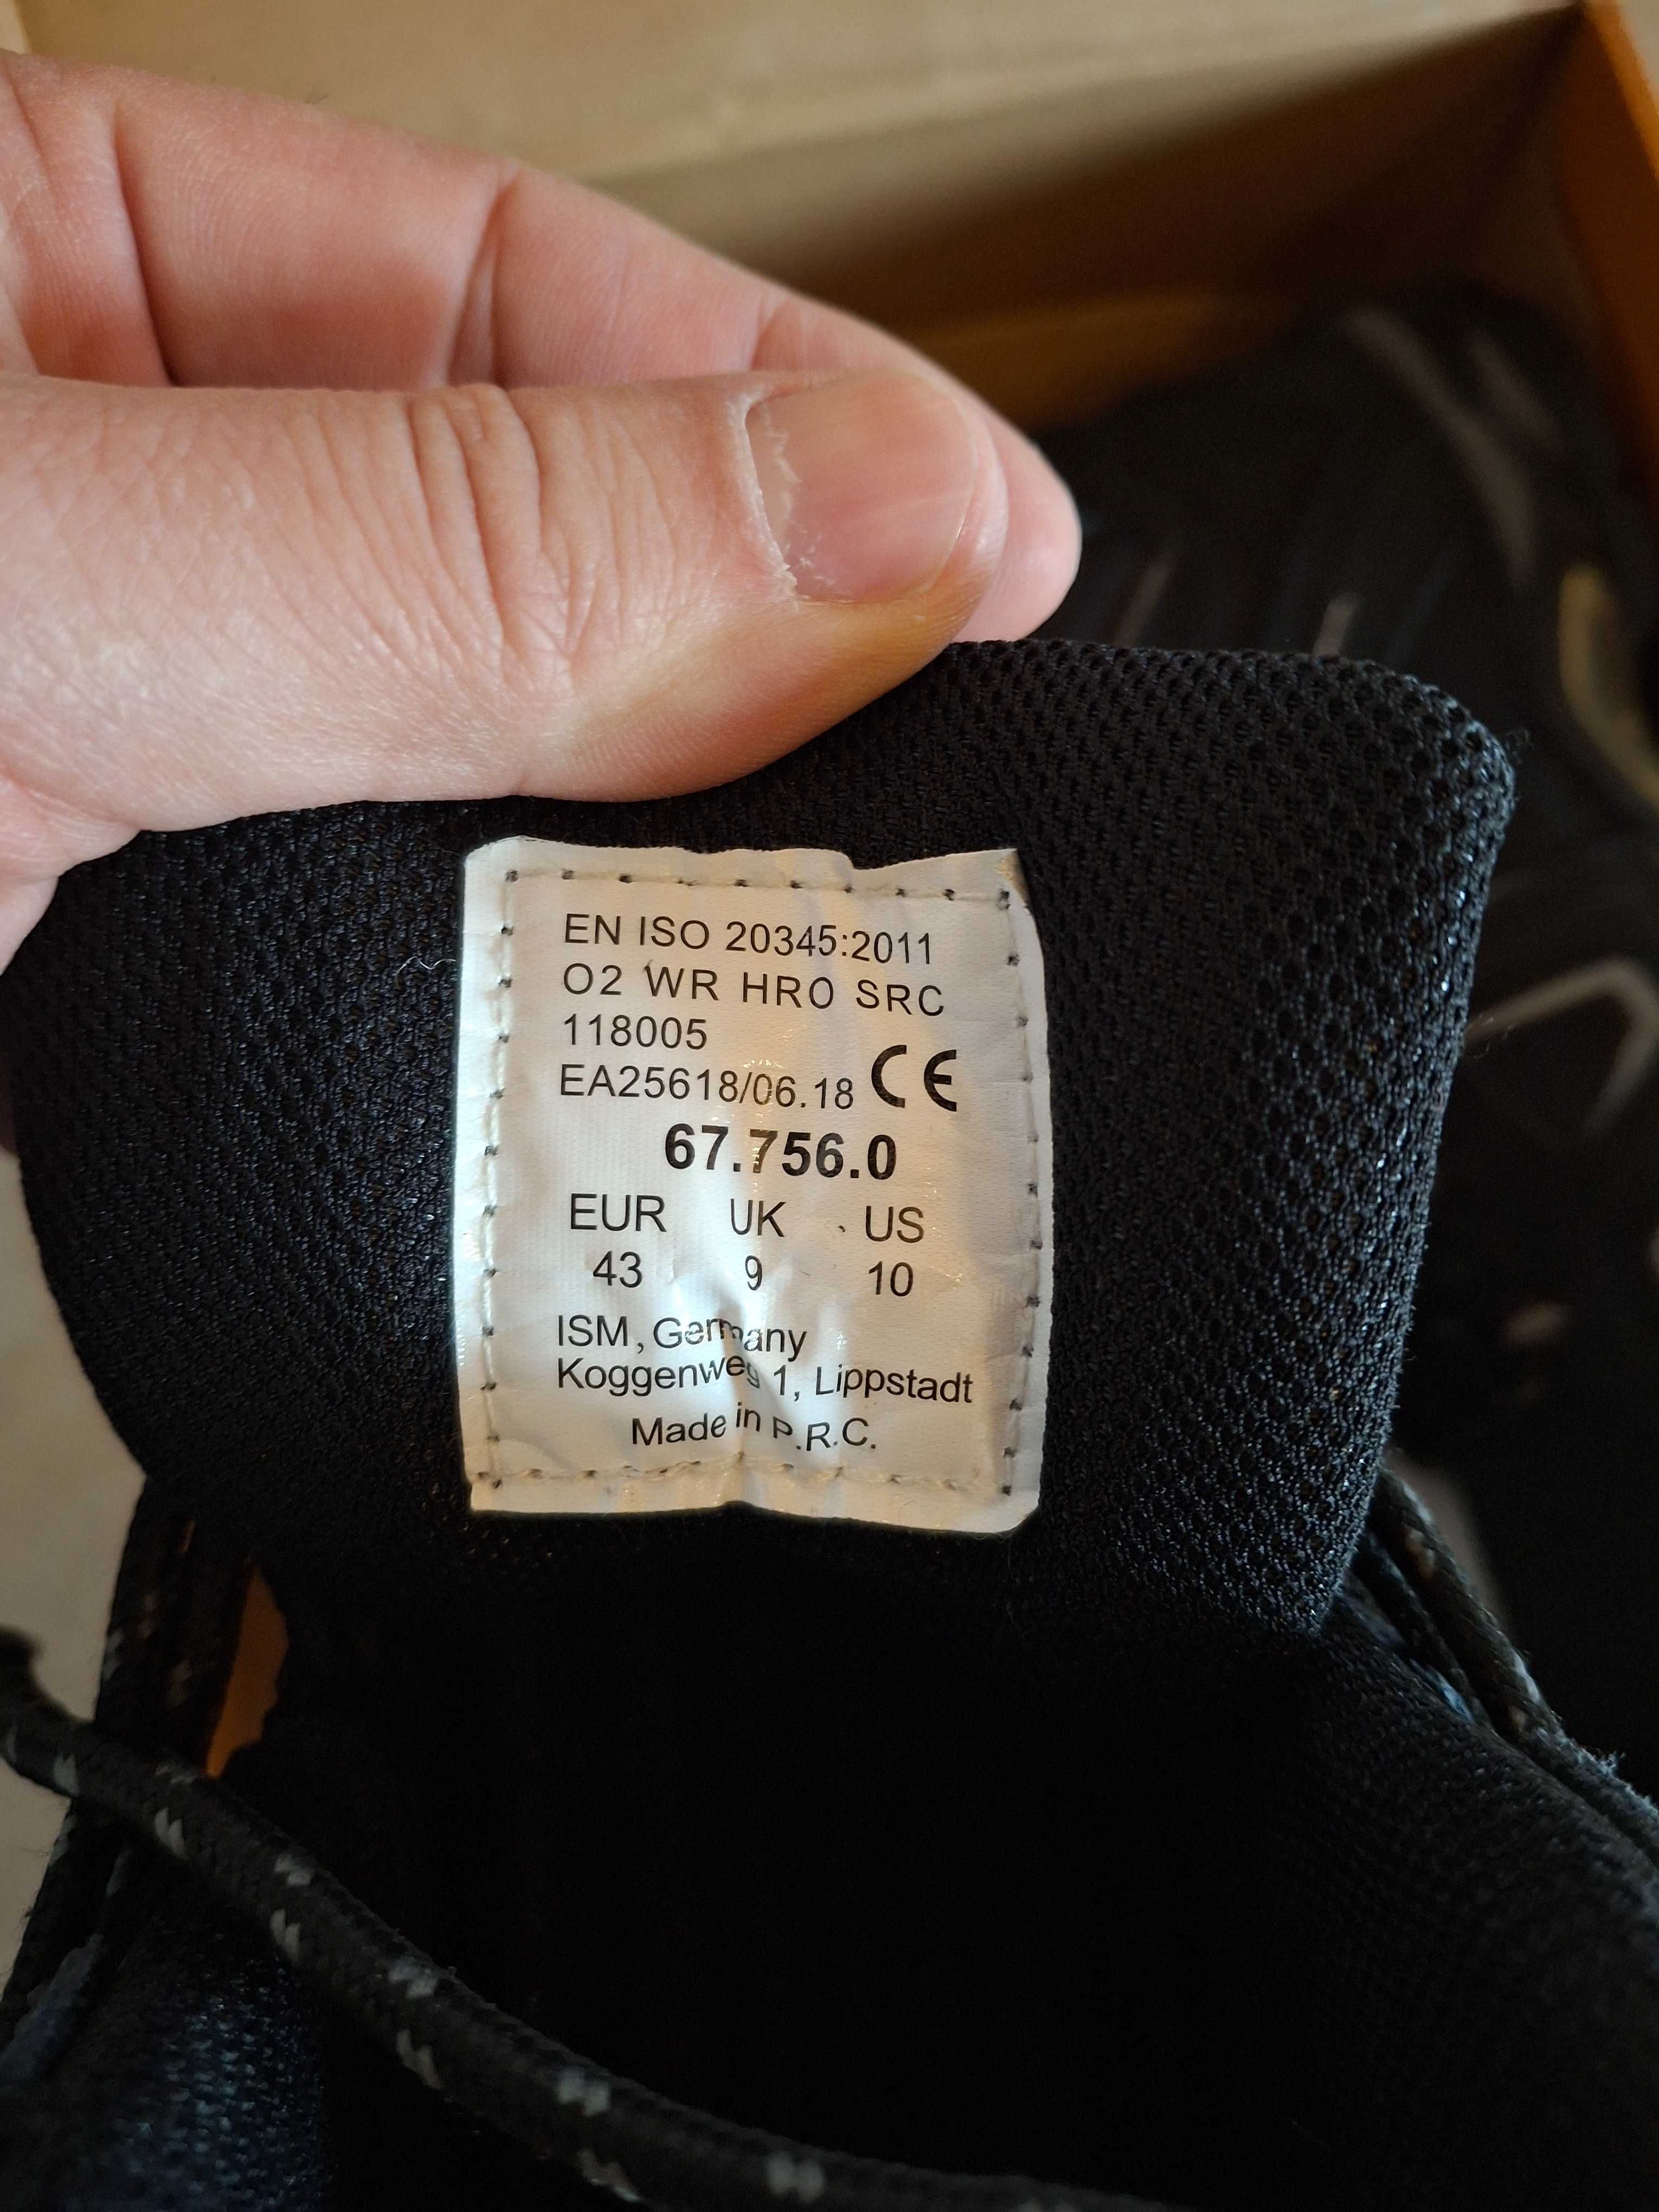 EN ISO 20345:2011
O2 WR HRO SRC
118005
EA25618/06.18 CE
67.756.0
EUR UK US
43 9 10
ISM, Germany
Koggenweg 1, Lippstadt
Made in P.R.C.